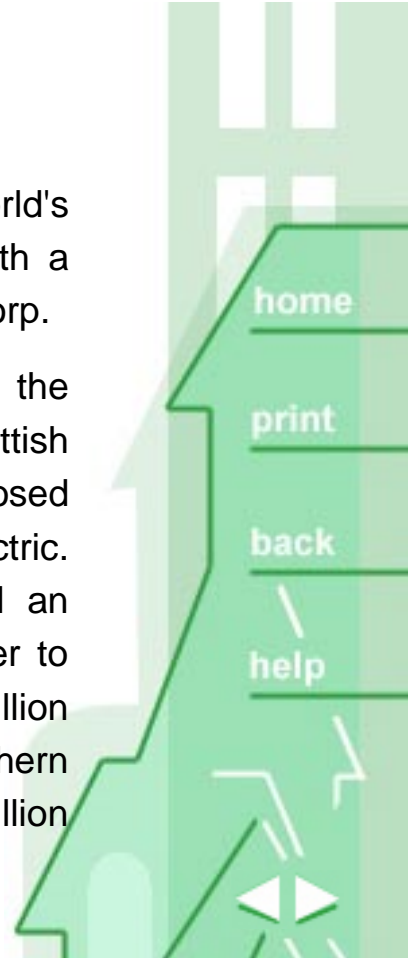 rld's
th a
orp.
the
ttish
osed
ctric.
l an
er to
llion
hern
llion
home
print
back
help